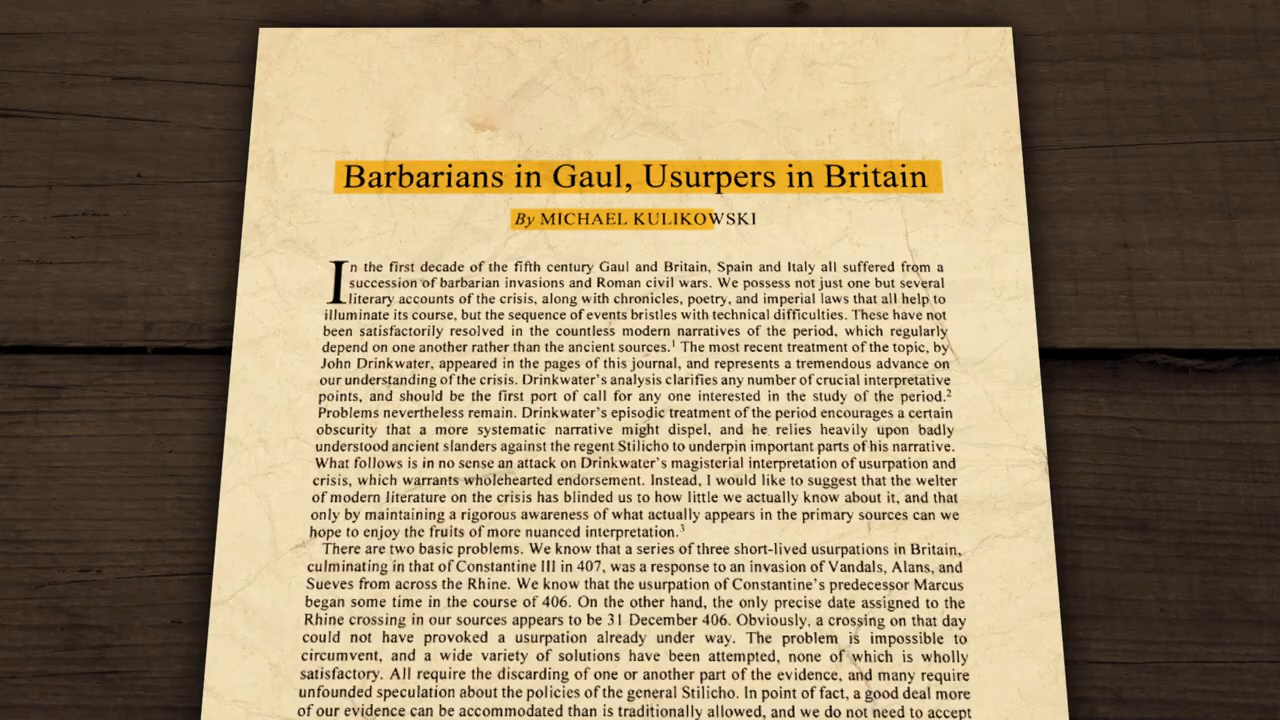 Barbarians in Gaul, Usurpers in Britain
By MICHAEL KULIKOWSKI
In the first decade of the fifth century Gaul and Britain, Spain and Italy all suffered from a
succession of barbarian invasions and Roman civil wars. We possess not just one but several
literary accounts of the crisis, along with chronicles, poetry, and imperial laws that all help to
illuminate its course, but the sequence of events bristles with technical difficulties. These have not
been satisfactorily resolved in the countless modern narratives of the period, which regularly
depend on one another rather than the ancient sources.¹ The most recent treatment of the topic, by
John Drinkwater, appeared in the pages of this journal, and represents a tremendous advance on
our understanding of the crisis. Drinkwater's analysis clarifies any number of crucial interpretative
points, and should be the first port of call for any one interested in the study of the period.²
Problems nevertheless remain. Drinkwater's episodic treatment of the period encourages a certain
obscurity that a more systematic narrative might dispel, and he relies heavily upon badly
understood ancient slanders against the regent Stilicho to underpin important parts of his narrative.
What follows is in no sense an attack on Drinkwater's magisterial interpretation of usurpation and
crisis, which warrants wholehearted endorsement. Instead, I would like to suggest that the welter
of modern literature on the crisis has blinded us to how little we actually know about it, and that
only by maintaining a rigorous awareness of what actually appears in the primary sources can we
hope to enjoy the fruits of more nuanced interpretation.³
There are two basic problems. We know that a series of three short-lived usurpations in Britain,
culminating in that of Constantine III in 407, was a response to an invasion of Vandals, Alans, and
Sueves from across the Rhine. We know that the usurpation of Constantine's predecessor Marcus
began some time in the course of 406. On the other hand, the only precise date assigned to the
Rhine crossing in our sources appears to be 31 December 406. Obviously, a crossing on that day
could not have provoked a usurpation already under way. The problem is impossible to
circumvent, and a wide variety of solutions have been attempted, none of which is wholly
satisfactory. All require the discarding of one or another part of the evidence, and many require
unfounded speculation about the policies of the general Stilicho. In point of fact, a good deal more
of our evidence can be accommodated than is traditionally allowed, and we do not need to accept